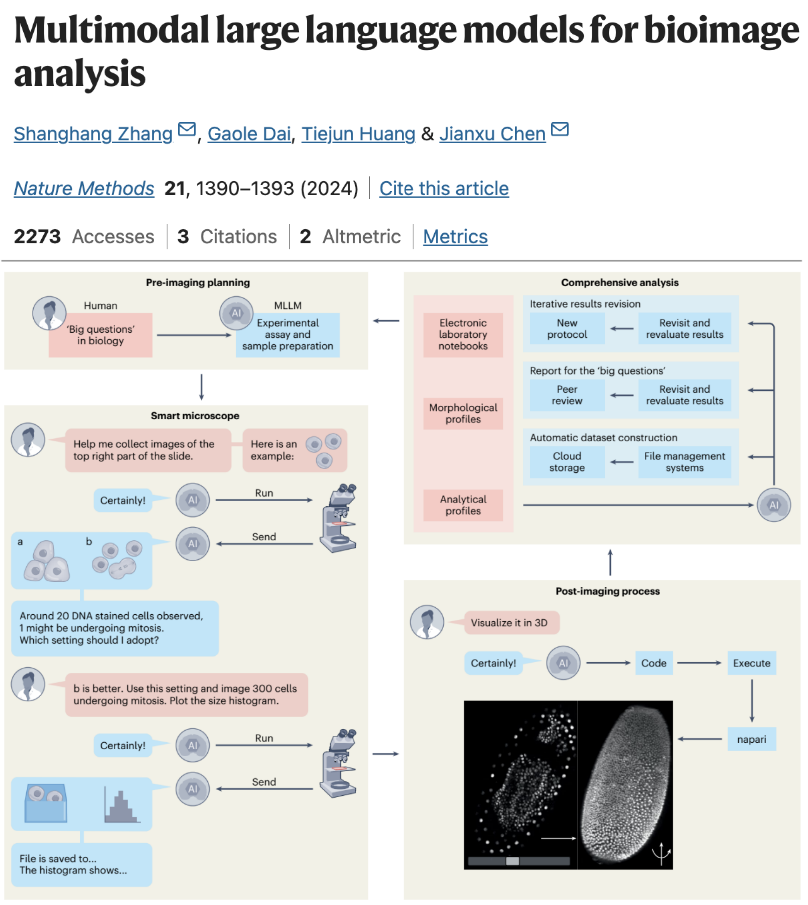 Multimodal large language models for bioimage
analysis
Shanghang Zhang, Gaole Dai, Tiejun Huang & Jianxu Chen
Nature Methods 21, 1390–1393 (2024) Cite this article
2273 Accesses 3 Citations 2 Altmetric Metrics
Pre-imaging planning
Human
MLLM
AI
‘Big questions’
in biology
Experimental
assay and
sample preparation
Smart microscope
Help me collect images of the
top right part of the slide.
Here is an
example:
Certainly!
AI
Run
AI
Send
a
b
Around 20 DNA stained cells observed,
1 might be undergoing mitosis.
Which setting should I adopt?
b is better. Use this setting and image 300 cells
undergoing mitosis. Plot the size histogram.
Certainly!
AI
Run
AI
Send
File is saved to...
The histogram shows...
Comprehensive analysis
Electronic
laboratory
notebooks
Morphological
profiles
Analytical
profiles
Iterative results revision
New
protocol
Revisit and
revaluate results
Report for the ‘big questions’
Peer
review
Revisit and
revaluate results
Automatic dataset construction
Cloud
storage
File management
systems
AI
Post-imaging process
Visualize it in 3D
Certainly!
AI
Code
Execute
napari